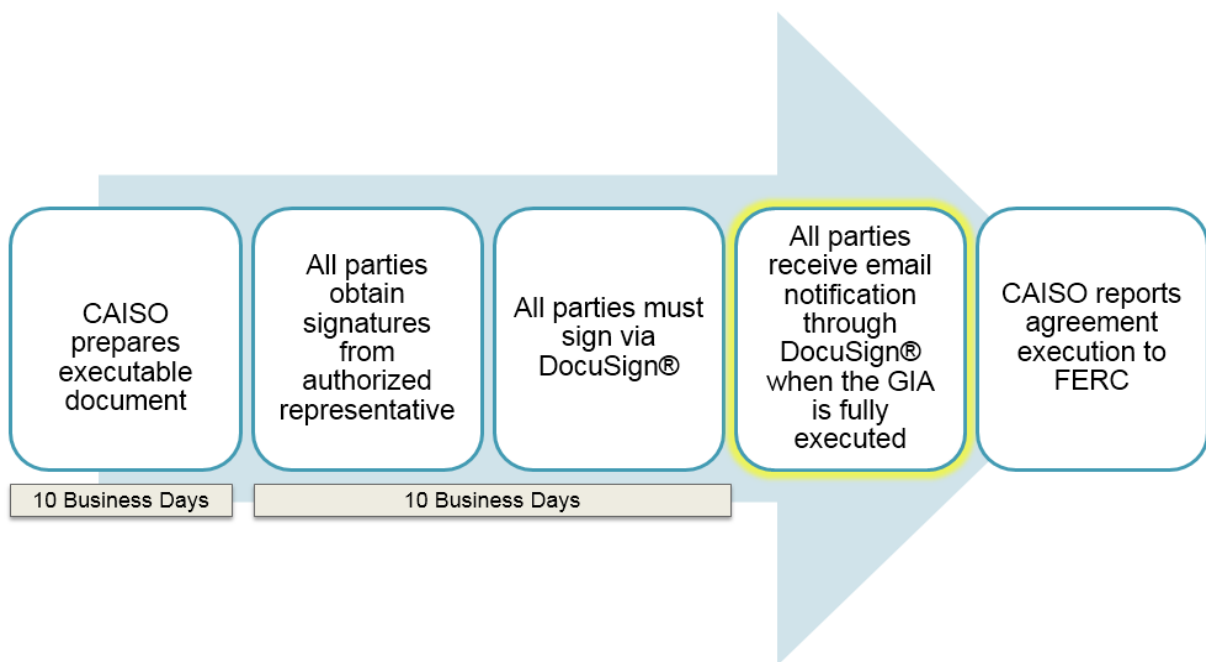 CAISO
prepares
executable
document
All parties
obtain
signatures
from
authorized
representative
All parties must
sign via
DocuSign®
All parties
receive email
notification
through
DocuSign®
when the GIA
is fully
executed
CAISO reports
agreement
execution to
FERC
10 Business Days
10 Business Days